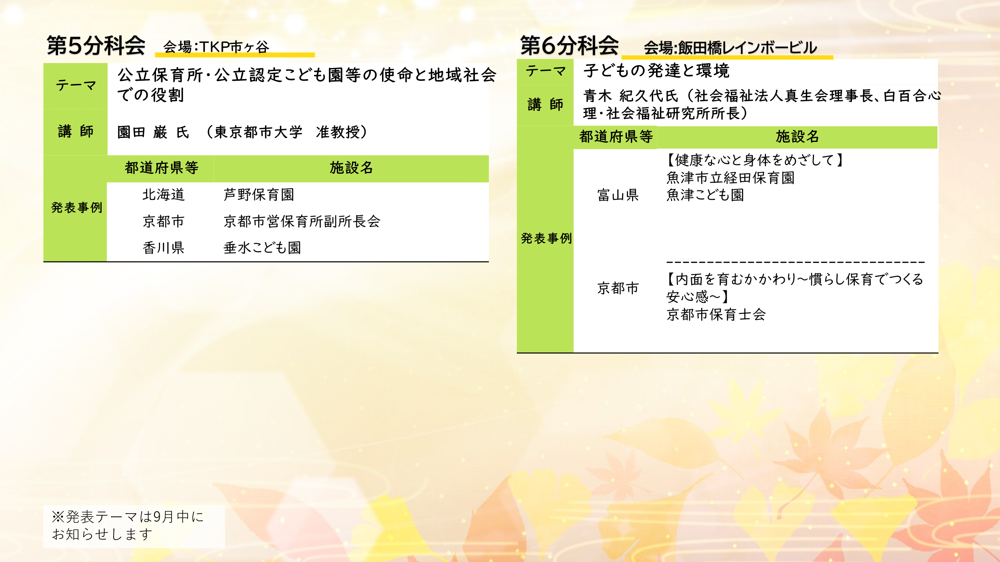 第5分科会
会場：TKP市ヶ谷
テーマ
公立保育所・公立認定こども園等の使命と地域社会
での役割
講 師
園田 巌 氏 （東京都市大学　准教授）
発表事例
都道府県等 施設名
北海道 芦野保育園
京都市 京都市営保育所副所長会
香川県 垂水こども園
※発表テーマは9月中に
お知らせします
第6分科会
会場:飯田橋レインボービル
テーマ
子どもの発達と環境
講 師
青木 紀久代氏（社会福祉法人真生会理事長、白百合心
理・社会福祉研究所所長）
発表事例
都道府県等 施設名
富山県
【健康な心と身体をめざして】
魚津市立経田保育園
魚津こども園
京都市
【内面を育むかかわり～慣らし保育でつくる
安心感～】
京都市保育士会